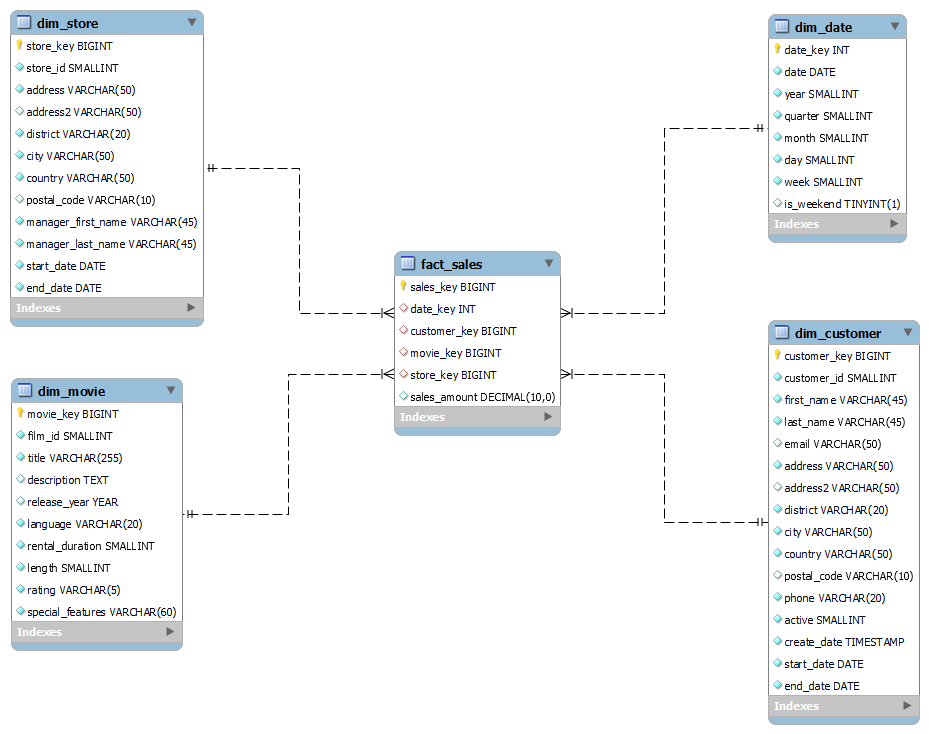 dim_store
store_key BIGINT
store_id SMALLINT
address VARCHAR(50)
address2 VARCHAR(50)
district VARCHAR(20)
city VARCHAR(50)
country VARCHAR(50)
postal_code VARCHAR(10)
manager_first_name VARCHAR(45)
manager_last_name VARCHAR(45)
start_date DATE
end_date DATE
Indexes
dim_movie
movie_key BIGINT
film_id SMALLINT
title VARCHAR(255)
description TEXT
release_year YEAR
language VARCHAR(20)
rental_duration SMALLINT
length SMALLINT
rating VARCHAR(5)
special_features VARCHAR(60)
Indexes
fact_sales
sales_key BIGINT
date_key INT
customer_key BIGINT
movie_key BIGINT
store_key BIGINT
sales_amount DECIMAL(10,0)
Indexes
dim_date
date_key INT
date DATE
year SMALLINT
quarter SMALLINT
month SMALLINT
day SMALLINT
week SMALLINT
is_weekend TINYINT(1)
Indexes
dim_customer
customer_key BIGINT
customer_id SMALLINT
first_name VARCHAR(45)
last_name VARCHAR(45)
email VARCHAR(50)
address VARCHAR(50)
address2 VARCHAR(50)
district VARCHAR(20)
city VARCHAR(50)
country VARCHAR(50)
postal_code VARCHAR(10)
phone VARCHAR(20)
active SMALLINT
create_date TIMESTAMP
start_date DATE
end_date DATE
Indexes